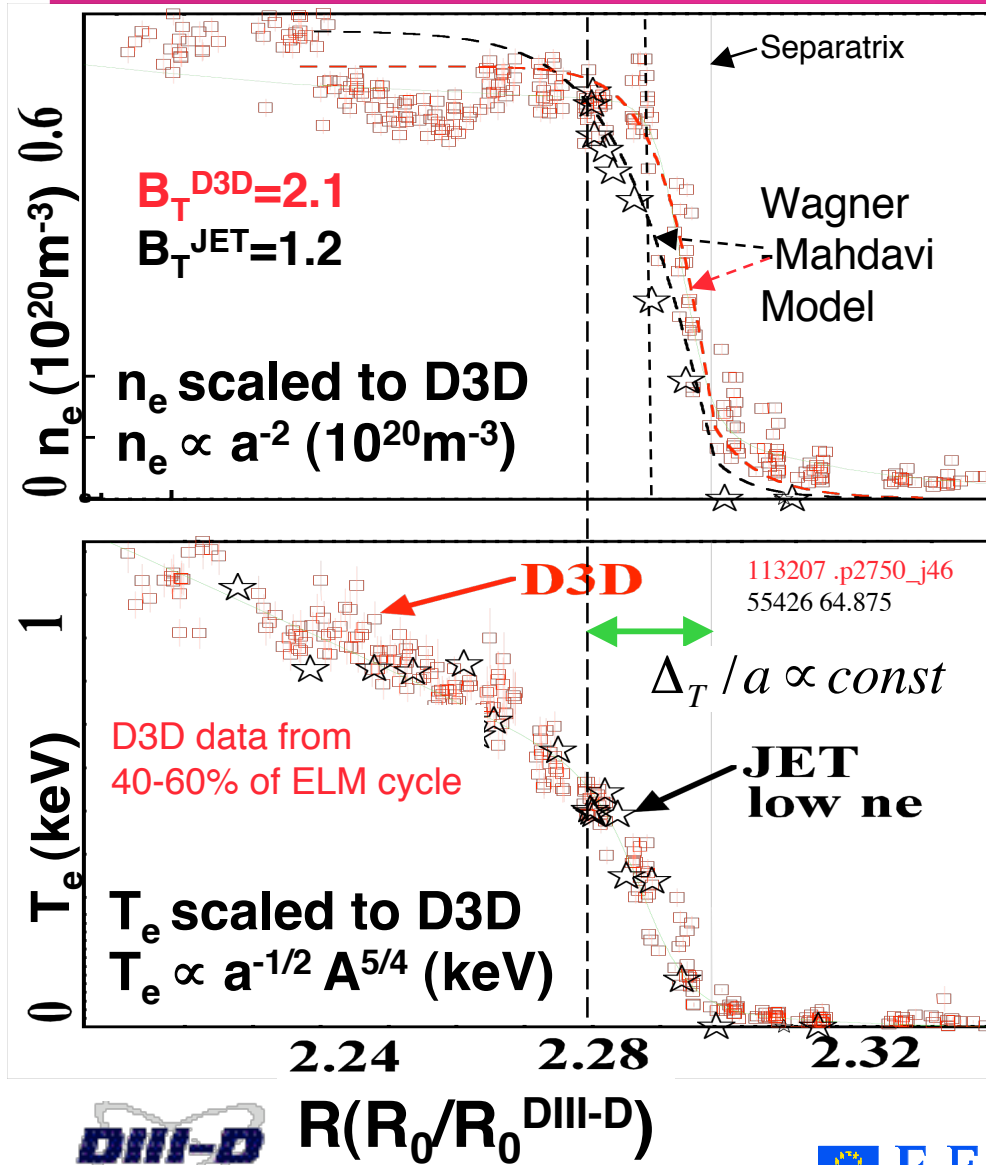 Separatrix
B_T^D3D=2.1
B_T^JET=1.2
Wagner
Mahdavi
Model
n_e scaled to D3D
n_e ∝ a^-2 (10^20m^-3)
0 n_e (10^20m^-3) 0.6
D3D
113207 .p2750_j46
55426 64.875
Δ_T /a ∝ const
D3D data from
40-60% of ELM cycle
JET
low ne
T_e scaled to D3D
T_e ∝ a^-1/2 A^5/4 (keV)
0 T_e (keV) 1
2.24 2.28 2.32
DIII-D R(R_0/R_0^DIII-D)